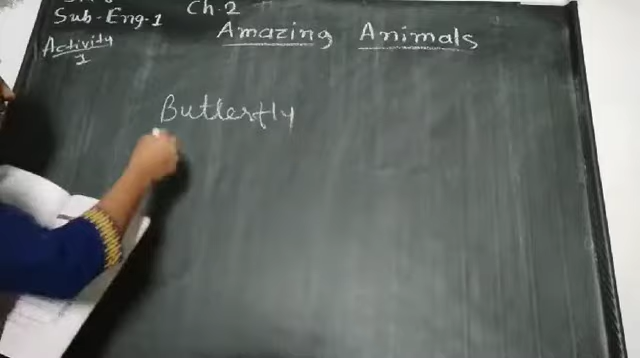 Sub-Eng-1
Ch-2
Amazing Animals
Activity
1
Butterfly